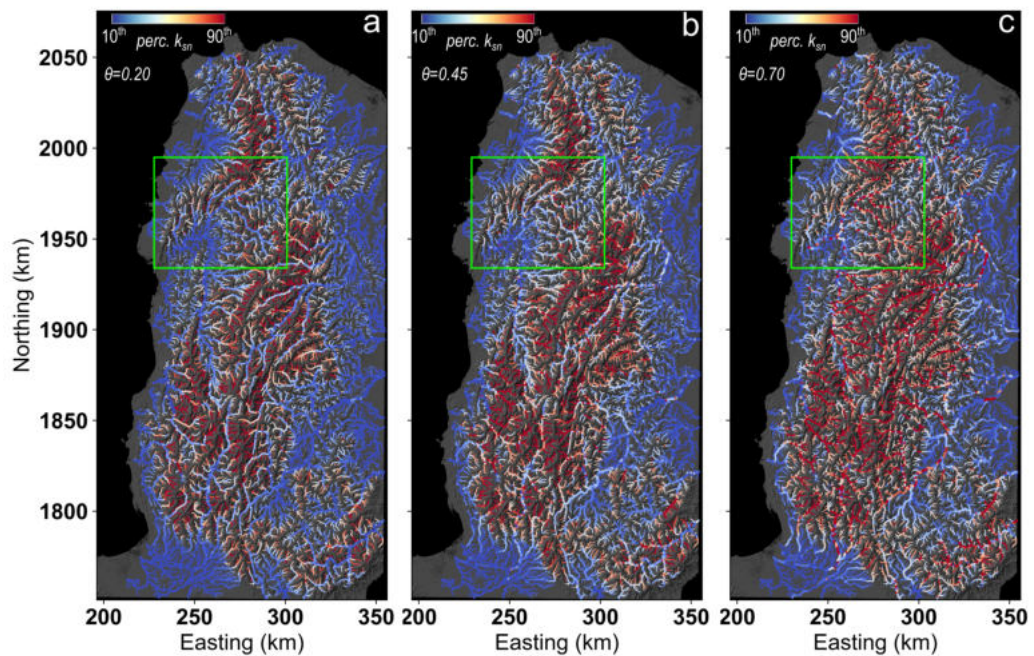 a
10th perc. ksn 90th
θ=0.20
b
10th perc. ksn 90th
θ=0.45
c
10th perc. ksn 90th
θ=0.70
2050
2000
1950
1900
1850
1800
Northing (km)
200 250 300 350
Easting (km)
200 250 300 350
Easting (km)
200 250 300 350
Easting (km)